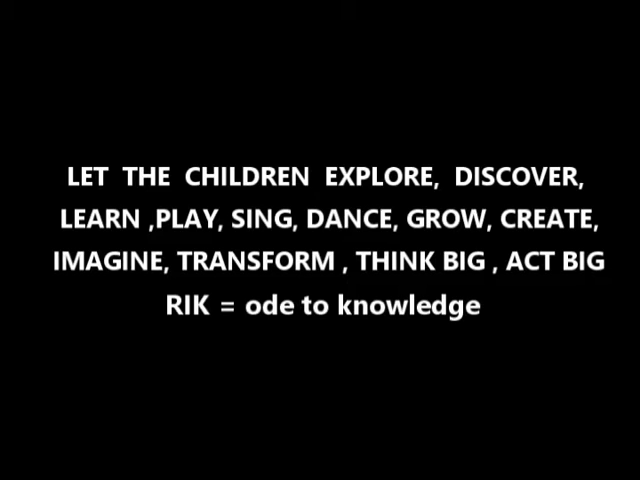 LET THE CHILDREN EXPLORE, DISCOVER,
LEARN ,PLAY, SING, DANCE, GROW, CREATE,
IMAGINE, TRANSFORM , THINK BIG , ACT BIG
RIK = ode to knowledge